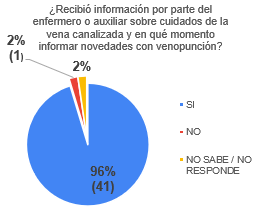 ¿Recibió información por parte del
enfermero o auxiliar sobre cuidados de la
vena canalizada y en qué momento
informar novedades con venopunción?
2%
(1)
2%
96%
(41)
SI
NO
NO SABE / NO
RESPONDE